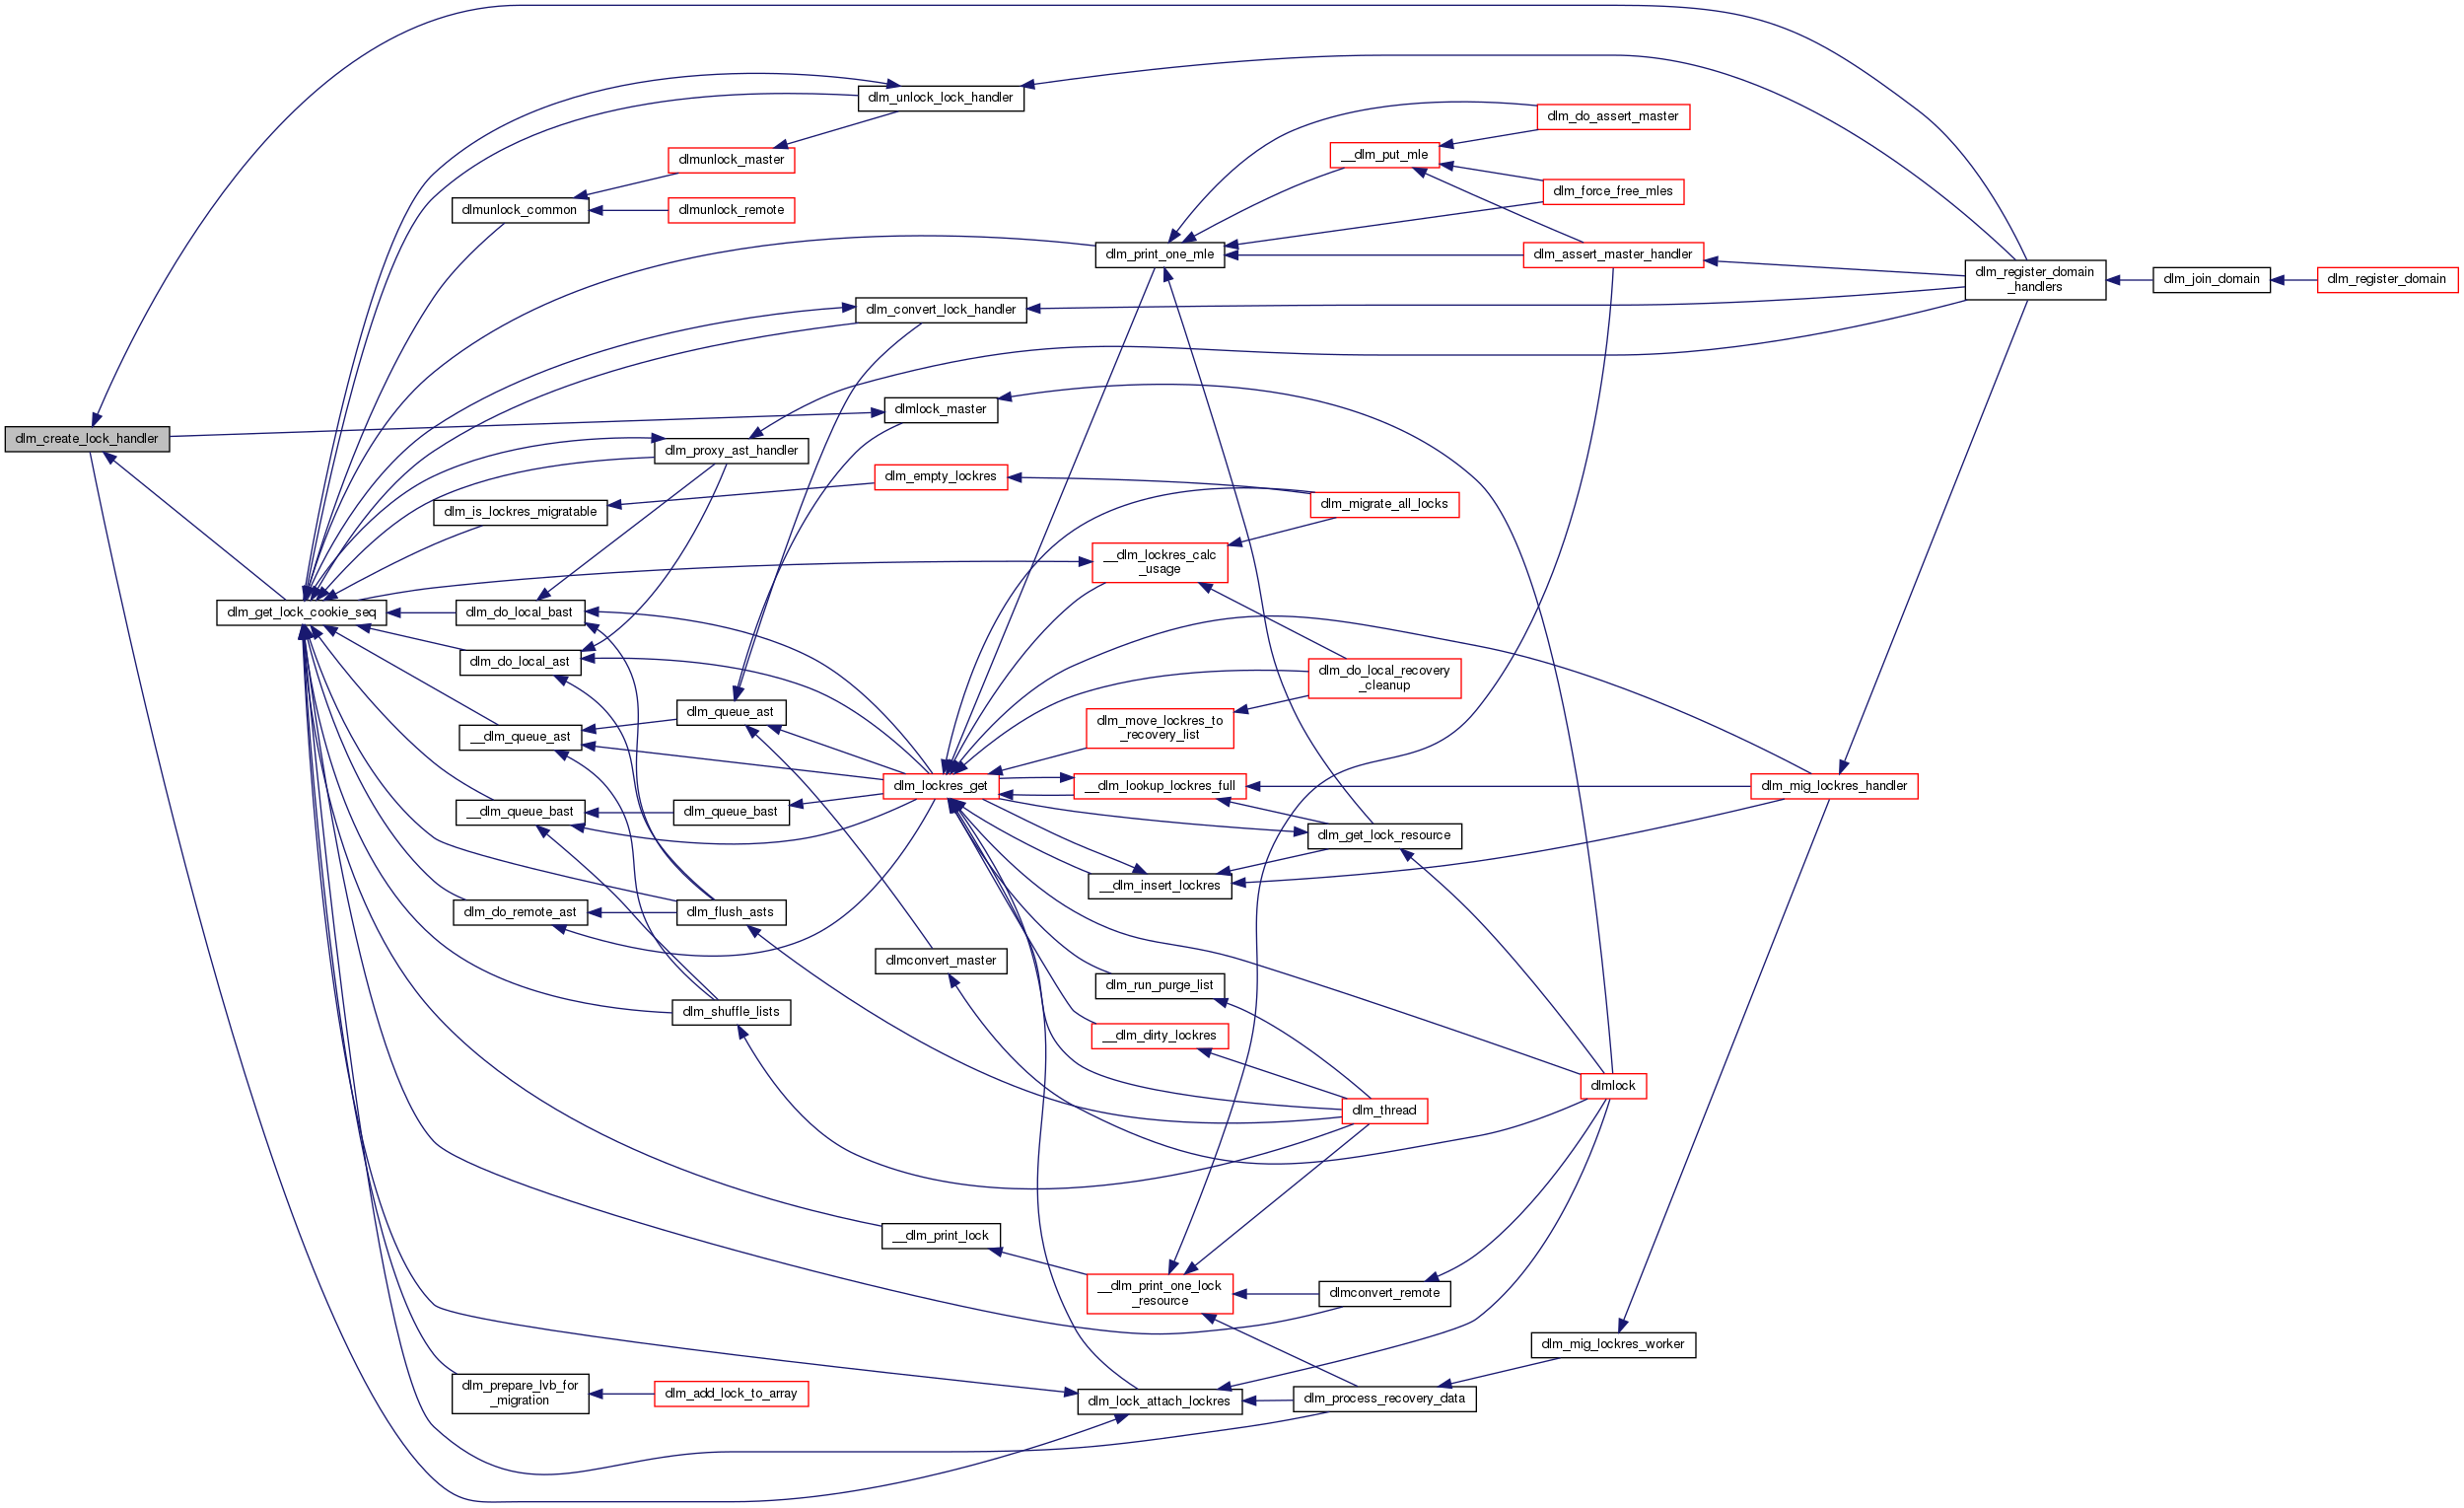 dlm_unlock_lock_handler
dlm_do_assert_master
dlmunlock_master
__dlm_put_mle
dlm_force_free_mles
dlmunlock_common
dlmunlock_remote
dlm_print_one_mle
dlm_assert_master_handler
dlm_register_domain
_handlers
dlm_join_domain
dlm_register_domain
dlm_convert_lock_handler
dlmlock_master
dlm_create_lock_handler
dlm_proxy_ast_handler
dlm_empty_lockres
dlm_is_lockres_migratable
dlm_migrate_all_locks
__dlm_lockres_calc
_usage
dlm_get_lock_cookie_seq
dlm_do_local_bast
dlm_do_local_ast
dlm_do_local_recovery
_cleanup
dlm_queue_ast
dlm_move_lockres_to
_recovery_list
__dlm_queue_ast
dlm_lockres_get
__dlm_lookup_lockres_full
dlm_mig_lockres_handler
__dlm_queue_bast
dlm_queue_bast
dlm_get_lock_resource
__dlm_insert_lockres
dlm_do_remote_ast
dlm_flush_asts
dlmconvert_master
dlm_run_purge_list
dlm_shuffle_lists
__dlm_dirty_lockres
dlmlock
dlm_thread
__dlm_print_lock
__dlm_print_one_lock
_resource
dlmconvert_remote
dlm_mig_lockres_worker
dlm_prepare_lvb_for
_migration
dlm_add_lock_to_array
dlm_lock_attach_lockres
dlm_process_recovery_data